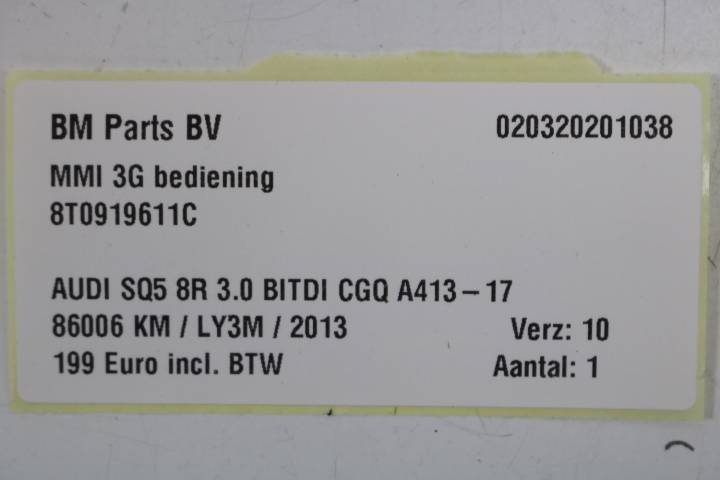 BM Parts BV 020320201038
MMI 3G bediening
8T0919611C
AUDI SQ5 8R 3.0 BITDI CGQ A413-17
86006 KM / LY3M / 2013 Verz: 10
199 Euro incl. BTW Aantal: 1